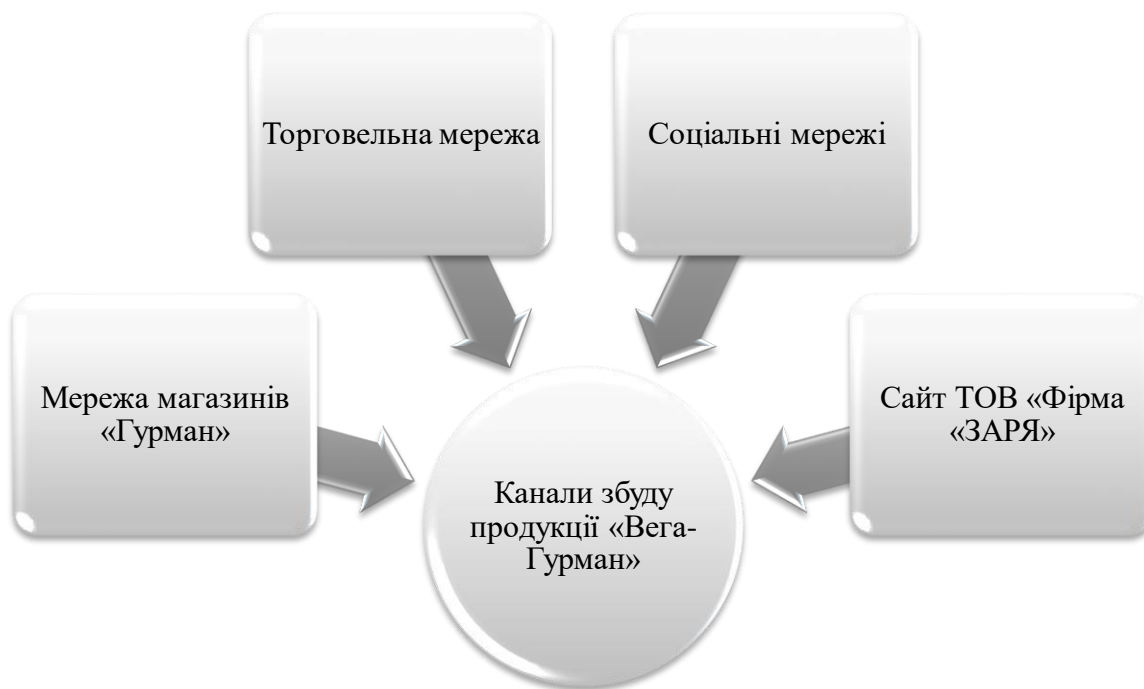 Торговельна мережа
Соціальні мережі
Мережа магазинів
«Гурман»
Сайт ТОВ «Фірма
«ЗАРЯ»
Канали збуду
продукції «Вега-
Гурман»